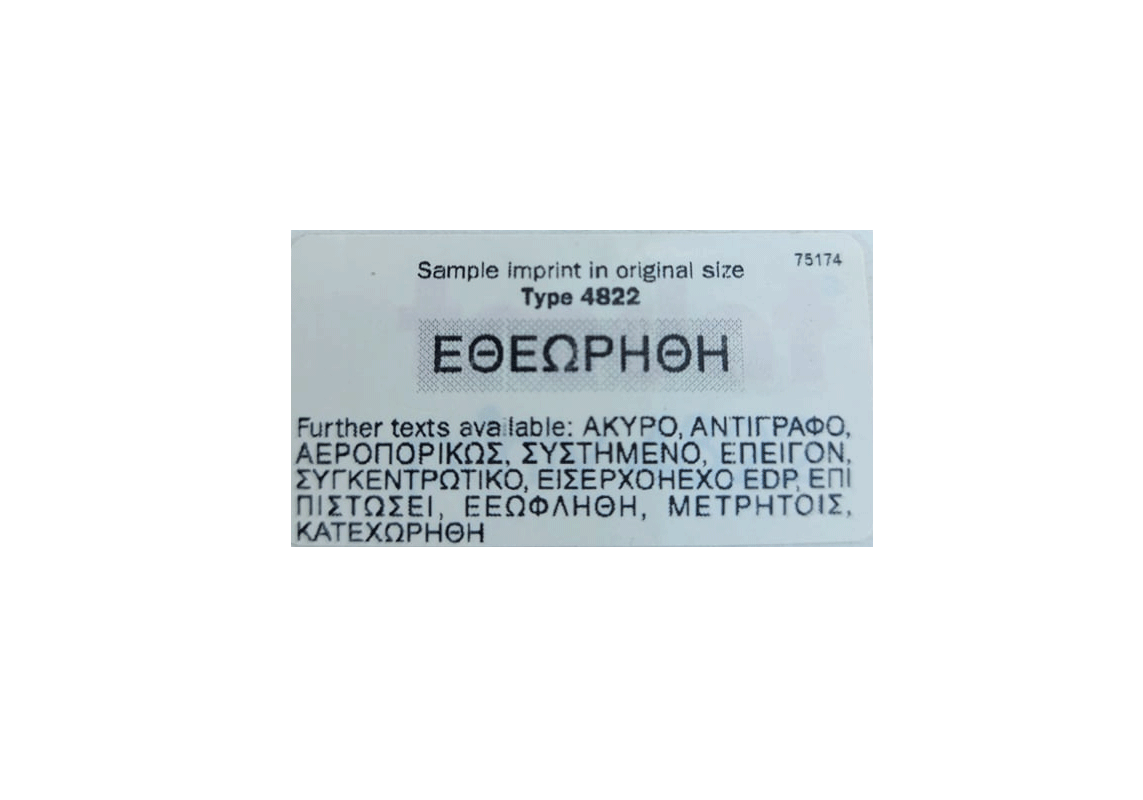 75174
Sample imprint in original size
Type 4822
ΕΘΕΩΡΗΘΗ
Further texts available: ΑΚΥΡΟ, ΑΝΤΙΓΡΑΦΟ,
ΑΕΡΟΠΟΡΙΚΩΣ, ΣΥΣΤΗΜΕΝΟ, ΕΠΕΙΓΟΝ,
ΣΥΓΚΕΝΤΡΩΤΙΚΟ, ΕΙΣΕΡΧΟΗΕΧΟ EDP, ΕΠΙ
ΠΙΣΤΩΣΕΙ, ΕΕΩΦΛΗΘΗ, ΜΕΤΡΗΤΟΙΣ,
ΚΑΤΕΧΩΡΗΘΗ